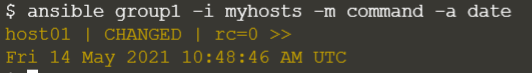 $ ansible group1 -i myhosts -m command -a date
host01 | CHANGED | rc=0 >>
Fri 14 May 2021 10:48:46 AM UTC